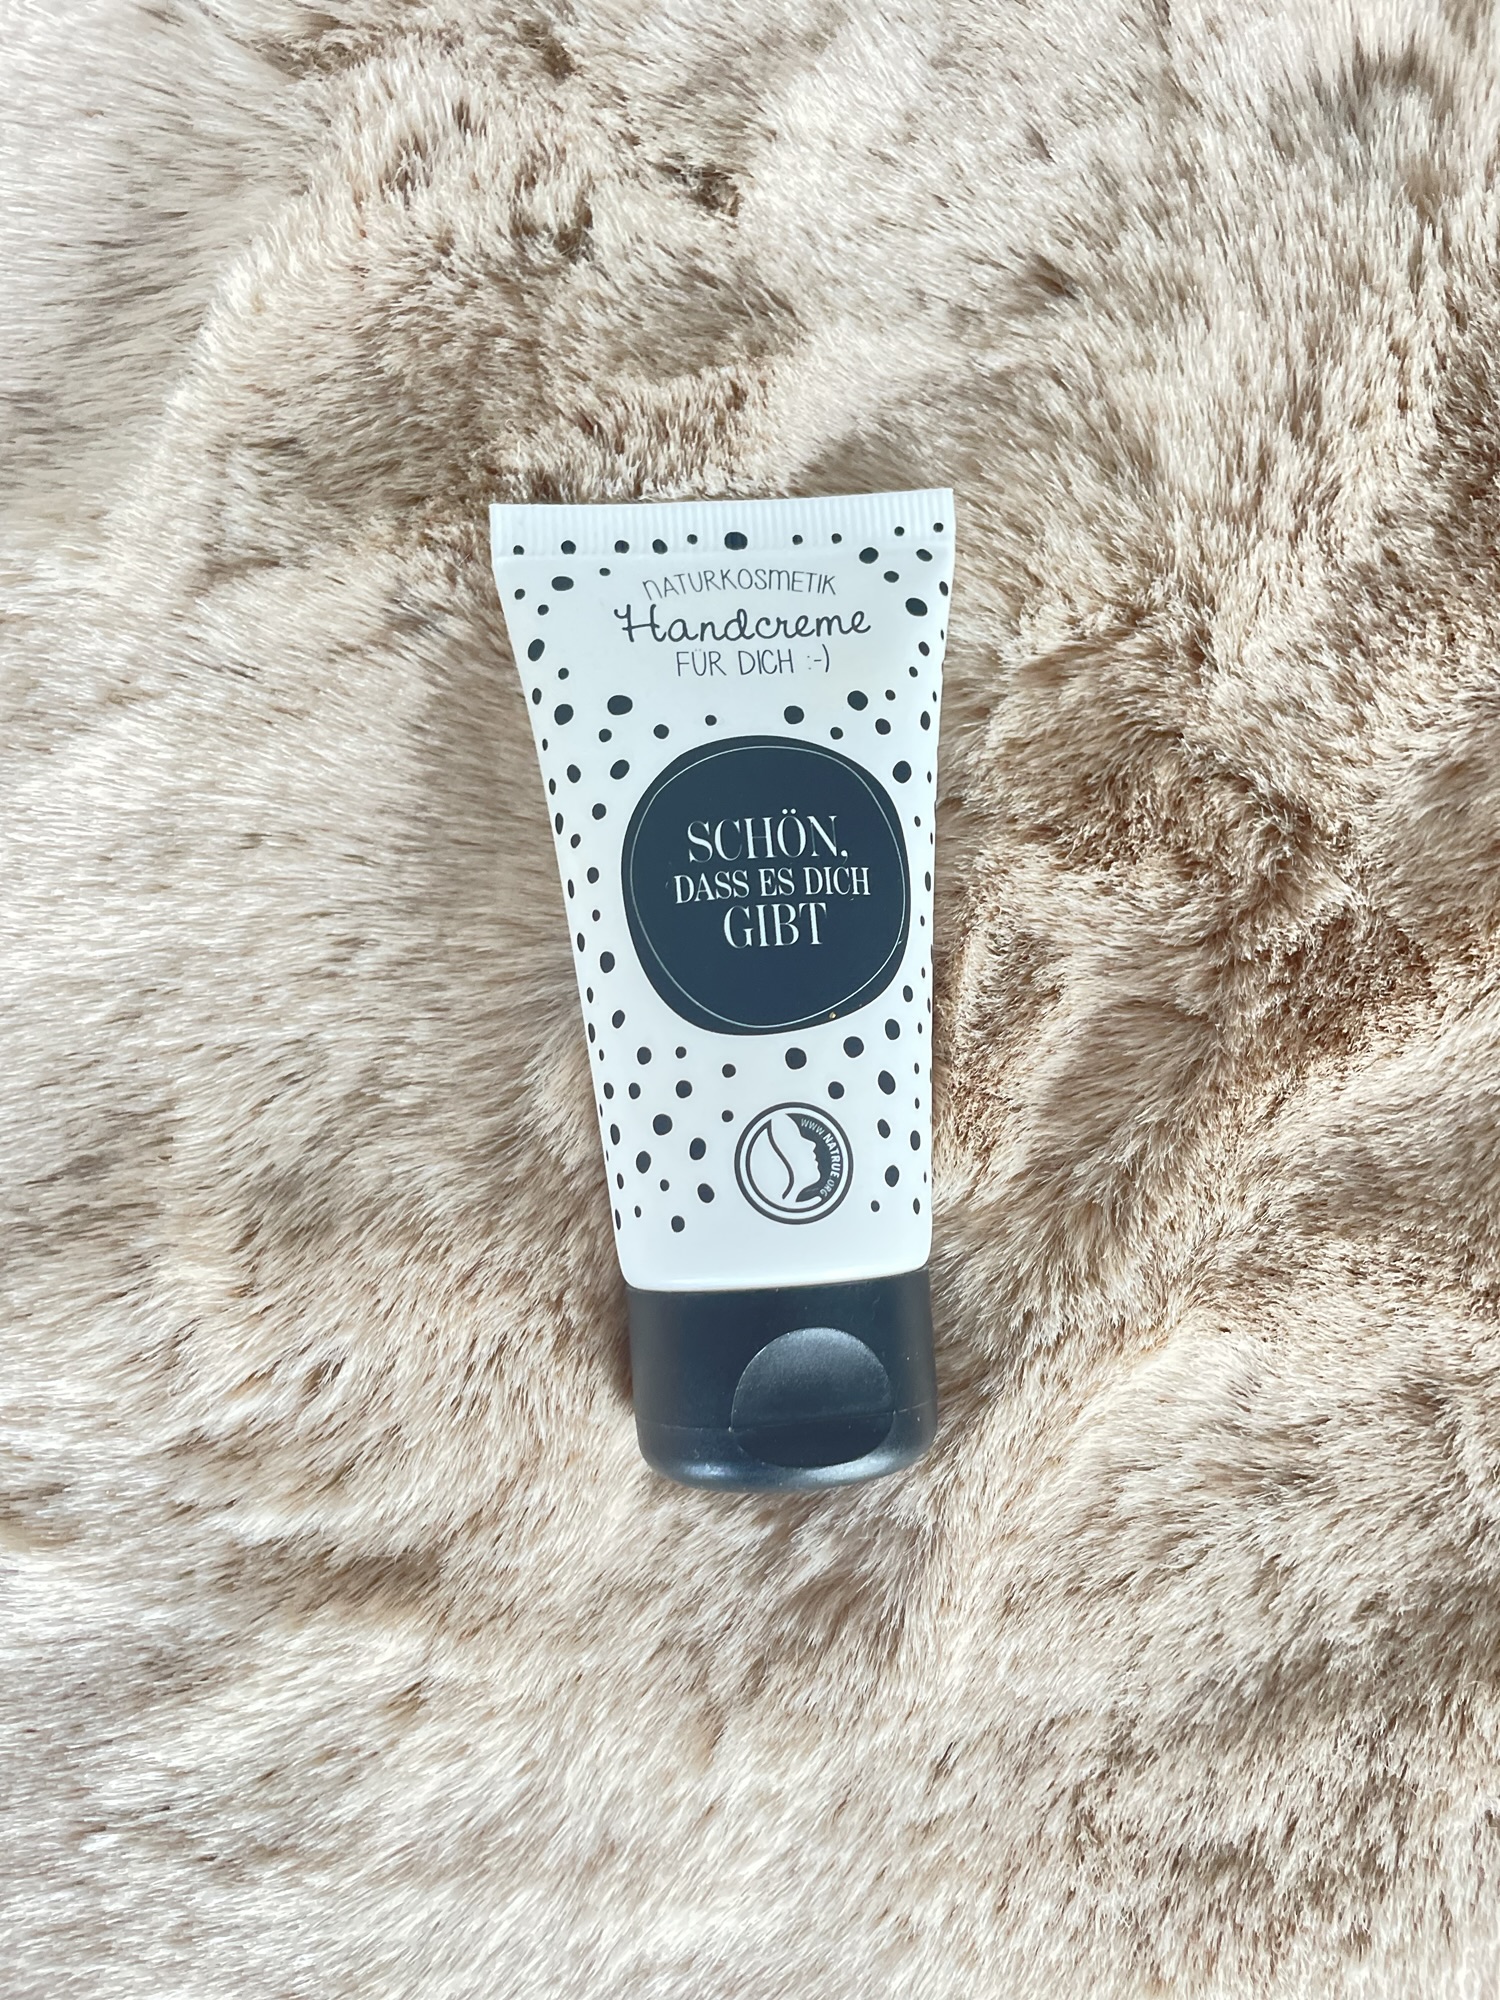 NATURKOSMETIK
Handcreme
FÜR DICH :-)
SCHÖN,
DASS ES DICH
GIBT
WWW.NATRUE.ORG